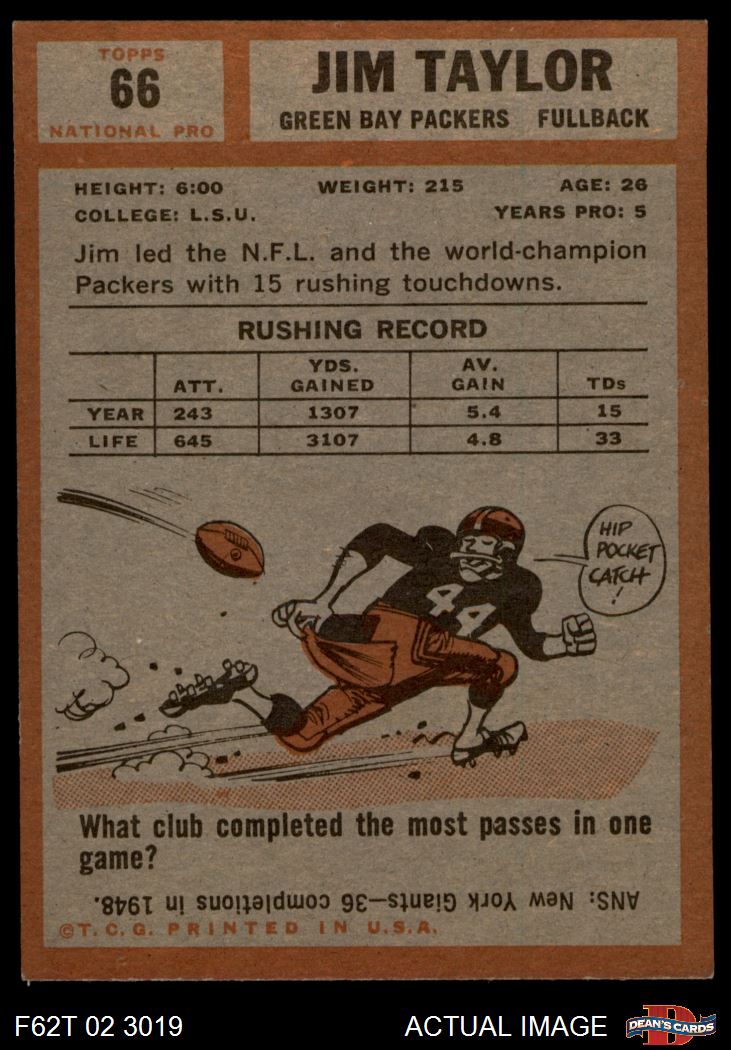 TOPPS
66
NATIONAL PRO
JIM TAYLOR
GREEN BAY PACKERS FULLBACK
HEIGHT: 6:00 WEIGHT: 215 AGE: 26
COLLEGE: L.S.U. YEARS PRO: 5
Jim led the N.F.L. and the world-champion
Packers with 15 rushing touchdowns.
RUSHING RECORD
ATT. YDS. GAINED AV. GAIN TDs
YEAR 243 1307 5.4 15
LIFE 645 3107 4.8 33
HIP
POCKET
CATCH
!
44
What club completed the most passes in one
game?
ANS: New York Giants—36 completions in 1948.
©T.C.G. PRINTED IN U.S.A.
F62T 02 3019 ACTUAL IMAGE
D
DEAN'S CARDS